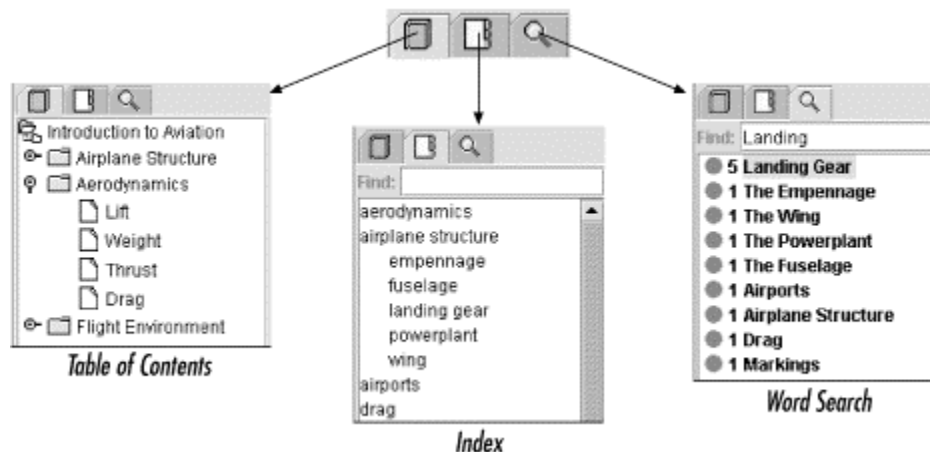 Introduction to Aviation
Airplane Structure
Aerodynamics
Lift
Weight
Thrust
Drag
Flight Environment
Table of Contents
Find:
aerodynamics
airplane structure
empennage
fuselage
landing gear
powerplant
wing
airports
drag
Index
Find: Landing
5 Landing Gear
1 The Empennage
1 The Wing
1 The Powerplant
1 The Fuselage
1 Airports
1 Airplane Structure
1 Drag
1 Markings
Word Search